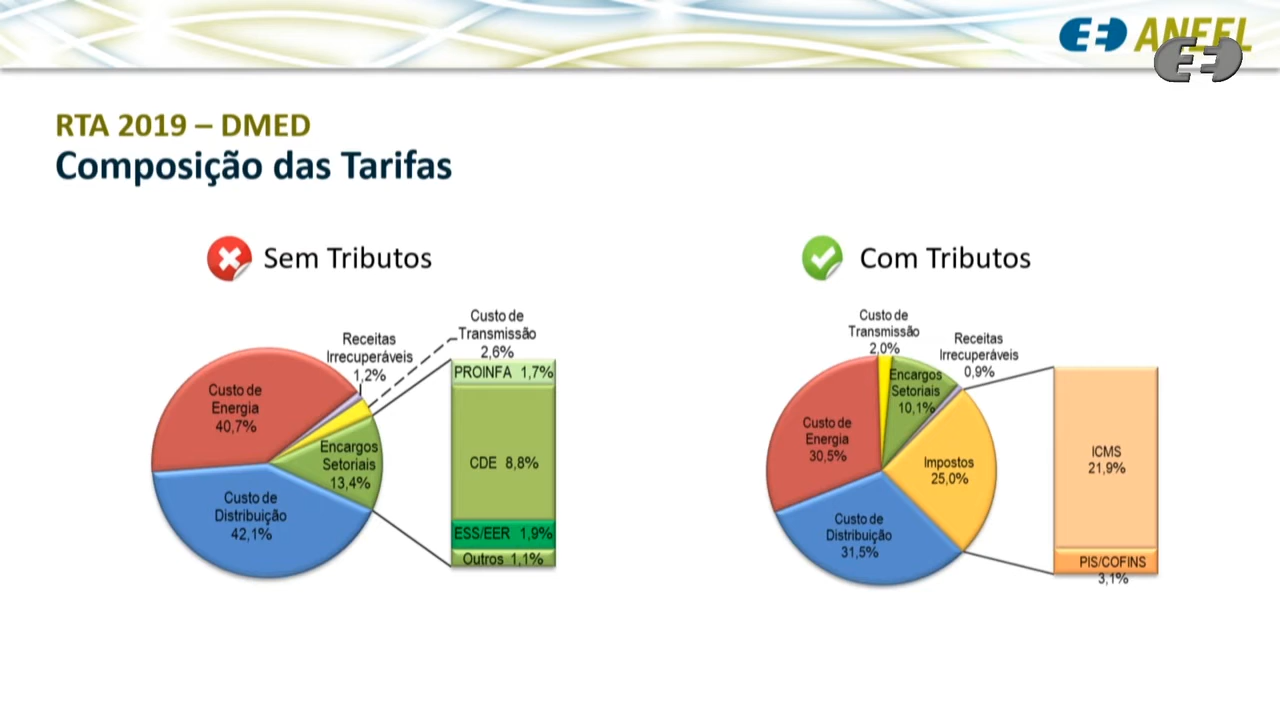 ANEEL
RTA 2019 – DMED
Composição das Tarifas
Sem Tributos
Custo de
Energia
40,7%
Receitas
Irrecuperáveis
1,2%
Custo de
Transmissão
2,6%
Encargos
Setoriais
13,4%
Custo de
Distribuição
42,1%
PROINFA 1,7%
CDE 8,8%
ESS/EER 1,9%
Outros 1,1%
Com Tributos
Custo de
Transmissão
2,0%
Receitas
Irrecuperáveis
0,9%
Encargos
Setoriais
10,1%
Custo de
Energia
30,5%
Impostos
25,0%
Custo de
Distribuição
31,5%
ICMS
21,9%
PIS/COFINS
3,1%